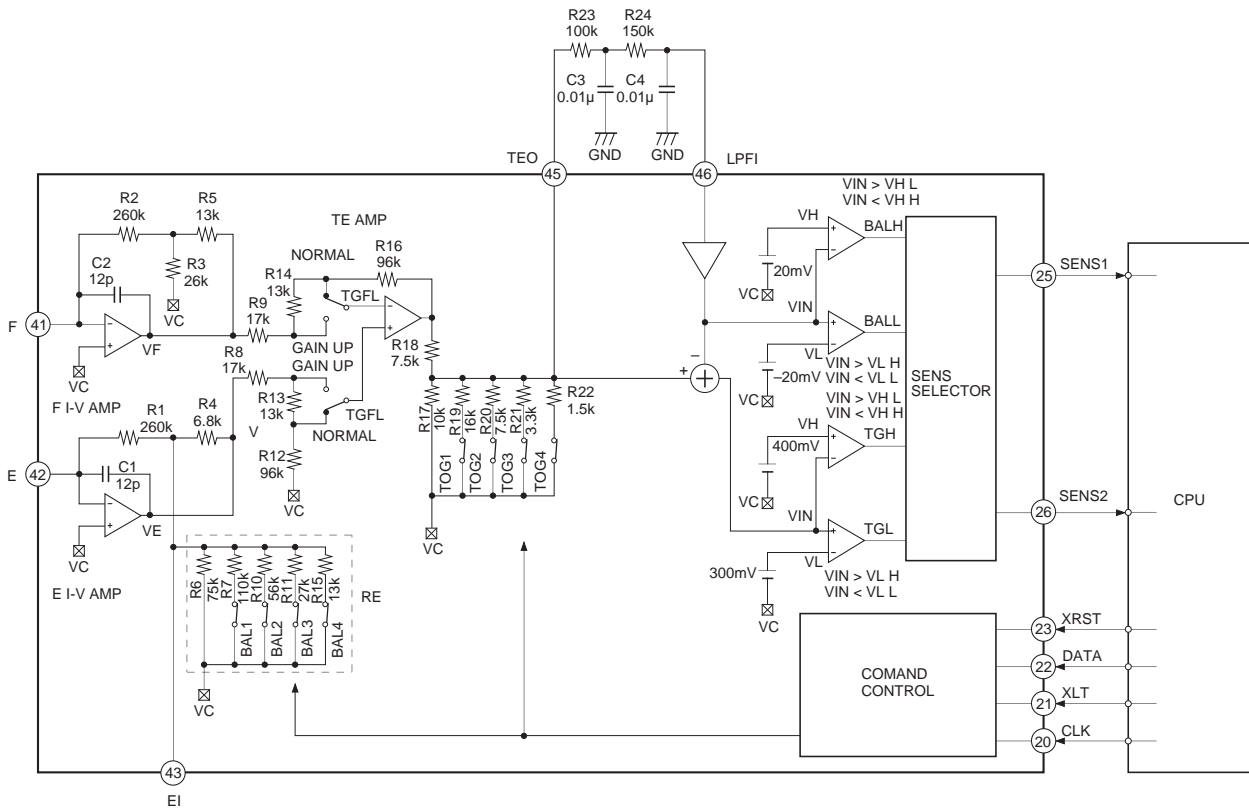 R23
100k
R24
150k
C3
0.01µ
C4
0.01µ
GND
GND
TEO
45
46
LPFI
R2
260k
R5
13k
C2
12p
R3
26k
VC
F
41
VC
VF
F I-V AMP
R1
260k
R4
6.8k
E
42
C1
12p
VC
VE
E I-V AMP
TE AMP
NORMAL
R16
96k
R14
13k
TGFL
R9
17k
GAIN UP
GAIN UP
R8
17k
R13
13k
V
TGFL
NORMAL
R12
96k
VC
R18
7.5k
R17
10k
R19
16k
R20
7.5k
R21
3.3k
R22
1.5k
TOG1
TOG2
TOG3
TOG4
VC
R6
75k
R7
110k
R10
56k
R11
27k
R15
13k
RE
BAL1
BAL2
BAL3
BAL4
VC
43
EI
VIN > VH L
VIN < VH H
VH
+
−
BALH
20mV
VC
VIN
+
−
BALL
VL
–20mV
VC
VIN > VL H
VIN < VL L
−
+
+
VIN > VH L
VIN < VH H
VH
+
−
TGH
400mV
VC
VIN
+
−
TGL
VL
300mV
VC
VIN > VL H
VIN < VL L
SENS
SELECTOR
25
SENS1
26
SENS2
CPU
COMAND
CONTROL
23
XRST
22
DATA
21
XLT
20
CLK